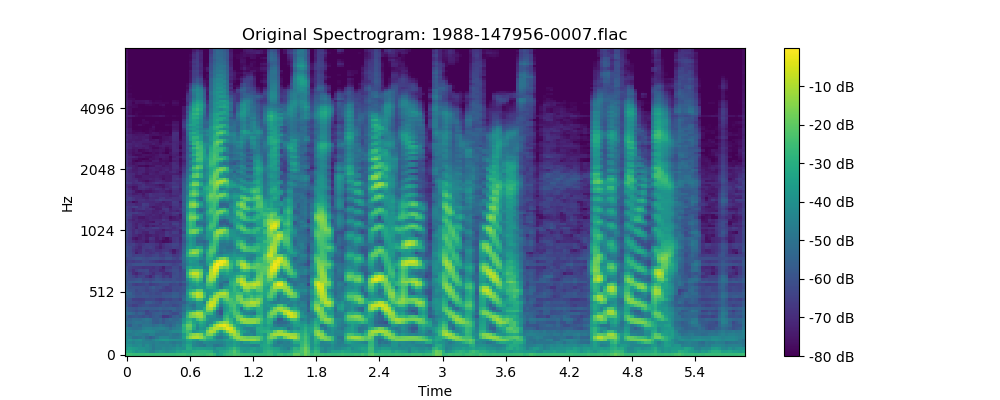 Original Spectrogram: 1988-147956-0007.flac
Hz
4096
2048
1024
512
0
0 0.6 1.2 1.8 2.4 3 3.6 4.2 4.8 5.4
Time
-10 dB
-20 dB
-30 dB
-40 dB
-50 dB
-60 dB
-70 dB
-80 dB